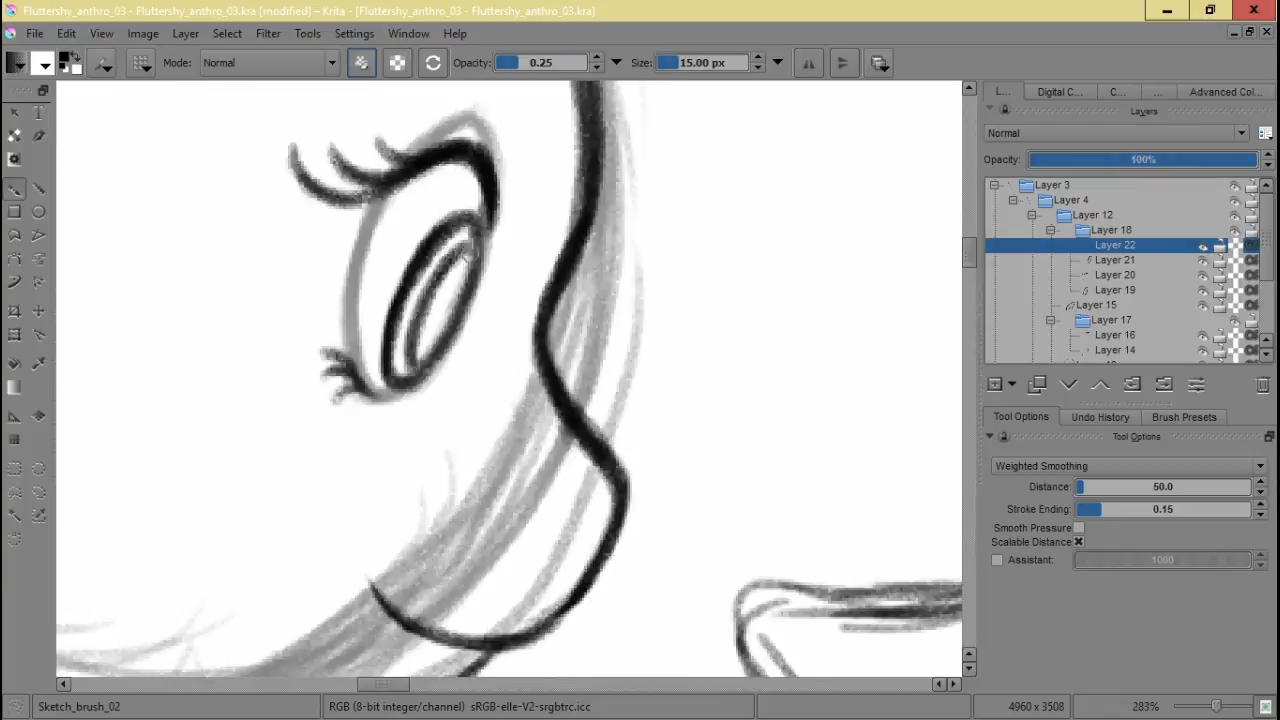 Fluttershy_anthro_03 - Fluttershy_anthro_03.kra [modified] – Krita - [Fluttershy_anthro_03 - Fluttershy_anthro_03.kra]
File Edit View Image Layer Select Filter Tools Settings Window Help
Mode: Normal Opacity: 0.25 Size: 15.00 px
L... Digital C... C... ... Advanced Col...
Layers
Normal
Opacity: 100%
Layer 3
Layer 4
Layer 12
Layer 18
Layer 22
Layer 21
Layer 20
Layer 19
Layer 15
Layer 17
Layer 16
Layer 14
Tool Options Undo History Brush Presets
Tool Options
Weighted Smoothing
Distance: 50.0
Stroke Ending: 0.15
Smooth Pressure
Scalable Distance
Assistant: 1000
Sketch_brush_02 RGB (8-bit integer/channel) sRGB-elle-V2-srgbtrc.icc 4960 x 3508 283%